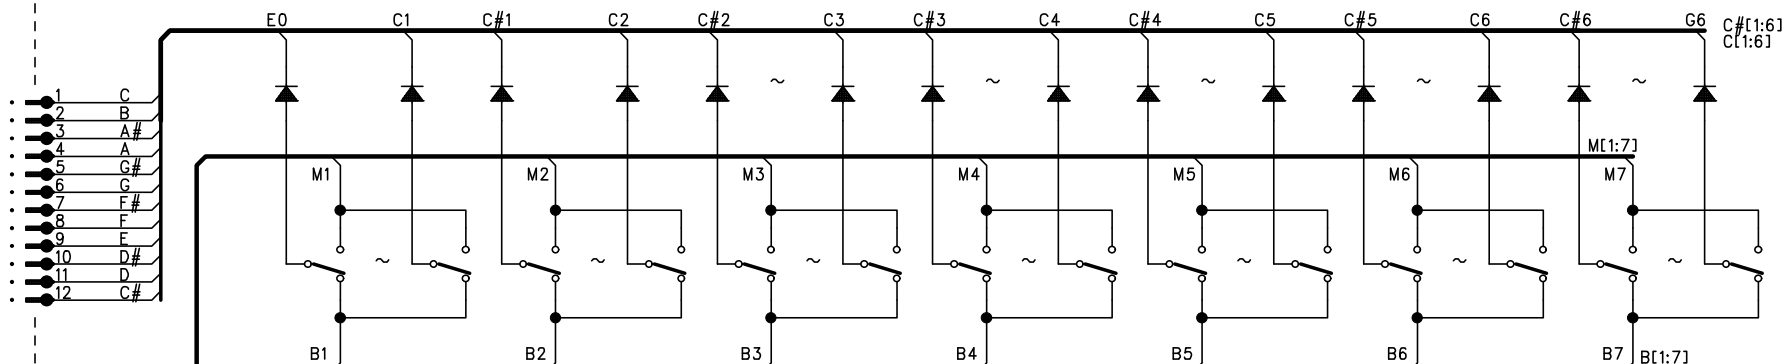 E0 C1 C#1 C2 C#2 C3 C#3 C4 C#4 C5 C#5 C6 C#6 G6 C#[1:6]
C[1:6]
~ ~ ~ ~ ~
1 C
2 B
3 A#
4 A
5 G#
6 G
7 F#
8 F
9 E
10 D#
11 D
12 C#
M[1:7]
M1 M2 M3 M4 M5 M6 M7
~ ~ ~ ~ ~ ~ ~
B1 B2 B3 B4 B5 B6 B7 B[1:7]